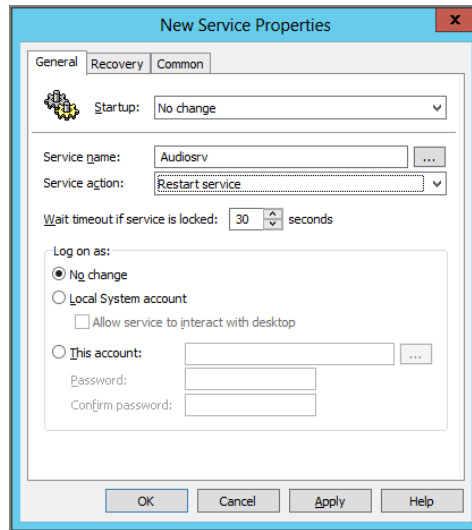 New Service Properties
x
General Recovery Common
Startup: No change
Service name: Audiosrv ...
Service action: Restart service
Wait timeout if service is locked: 30 seconds
Log on as:
No change
Local System account
Allow service to interact with desktop
This account: ...
Password:
Confirm password:
OK Cancel Apply Help